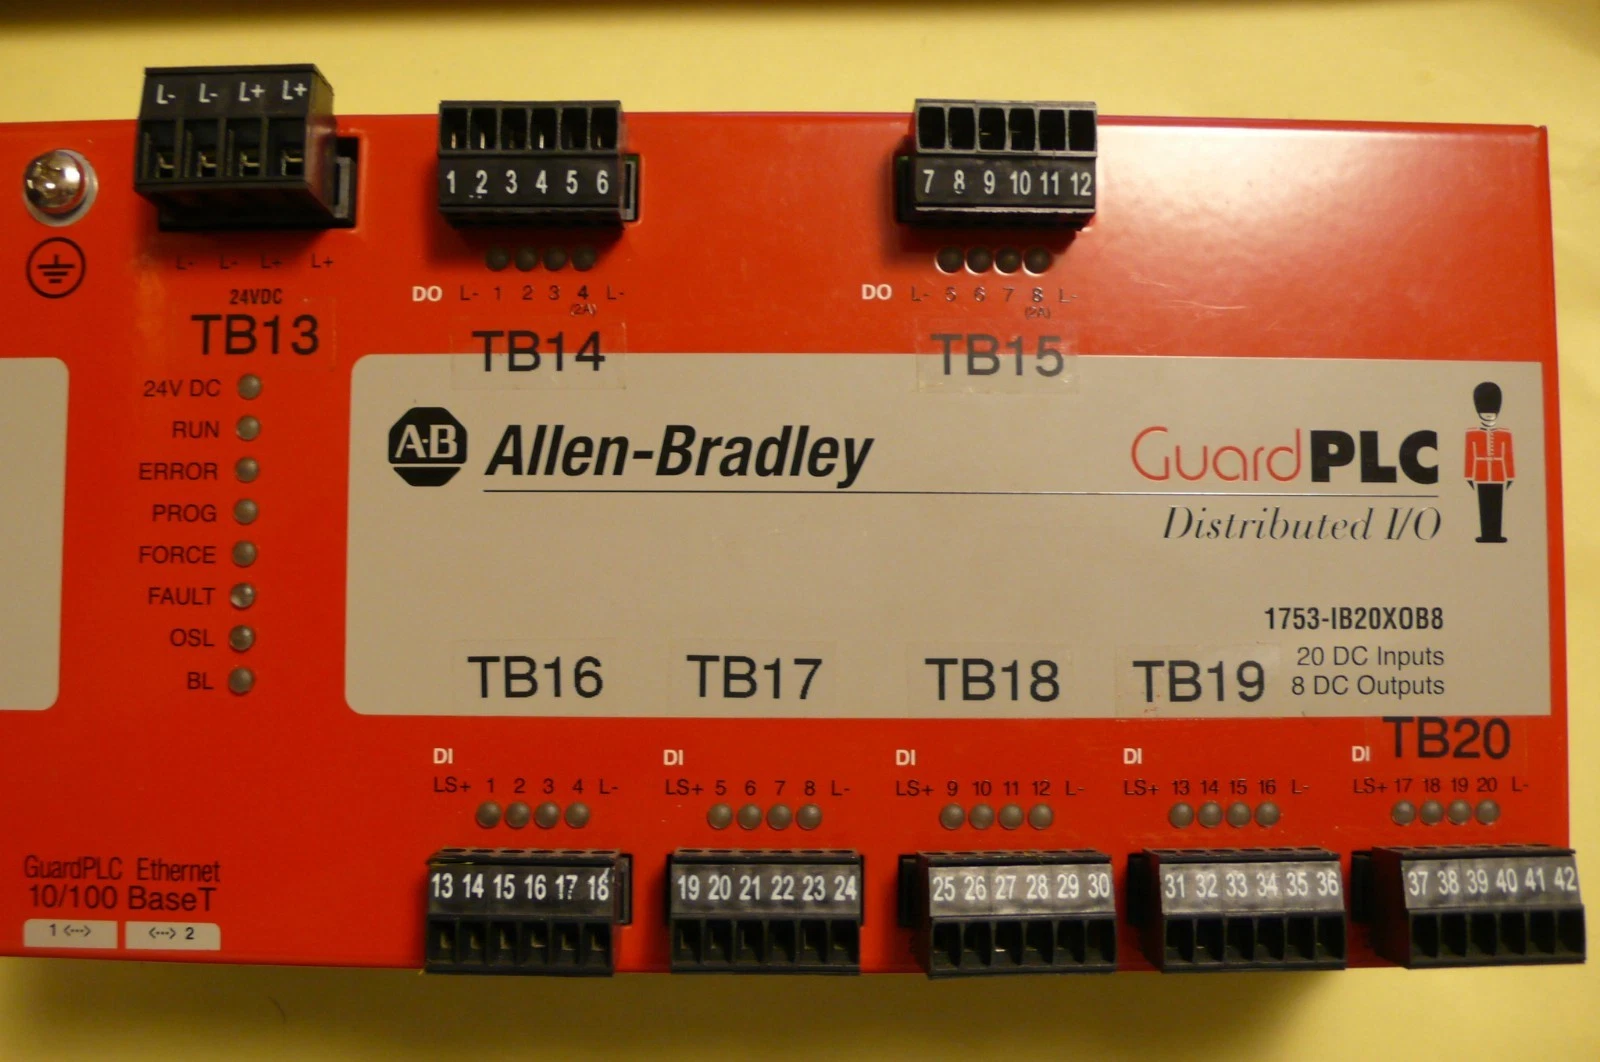 L- L- L+ L+
1 2 3 4 5 6
7 8 9 10 11 12
L- L- L+ L+
24VDC
TB13
DO L- 1 2 3 4 L-
(2A)
TB14
DO L- 5 6 7 8 L-
(2A)
TB15
24V DC
RUN
ERROR
PROG
FORCE
FAULT
OSL
BL
A-B Allen-Bradley
GuardPLC
Distributed I/O
1753-IB20XOB8
20 DC Inputs
8 DC Outputs
TB16 TB17 TB18 TB19
TB20
DI
LS+ 1 2 3 4 L-
DI
LS+ 5 6 7 8 L-
DI
LS+ 9 10 11 12 L-
DI
LS+ 13 14 15 16 L-
DI
LS+ 17 18 19 20 L-
GuardPLC Ethernet
10/100 BaseT
1 <··> <··> 2
13 14 15 16 17 18
19 20 21 22 23 24
25 26 27 28 29 30
31 32 33 34 35 36
37 38 39 40 41 42